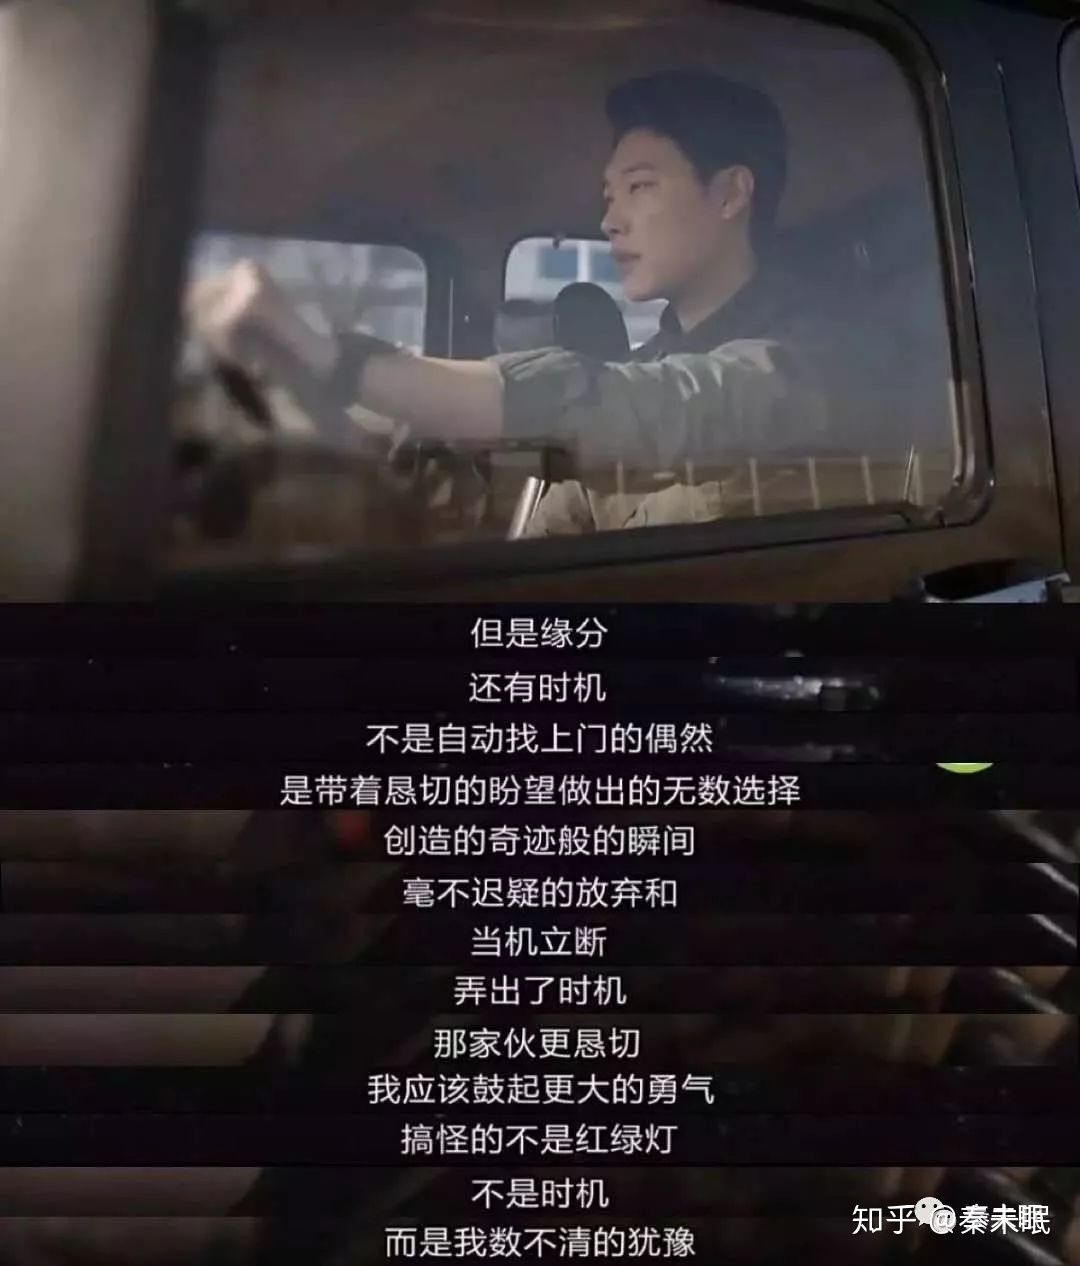 但是缘分
还有时机
不是自动找上门的偶然
是带着恳切的盼望做出的无数选择
创造的奇迹般的瞬间
毫不迟疑的放弃和
当机立断
弄出了时机
那家伙更恳切
我应该鼓起更大的勇气
搞怪的不是红绿灯
不是时机
而是我数不清的犹豫
知乎 @秦未眠